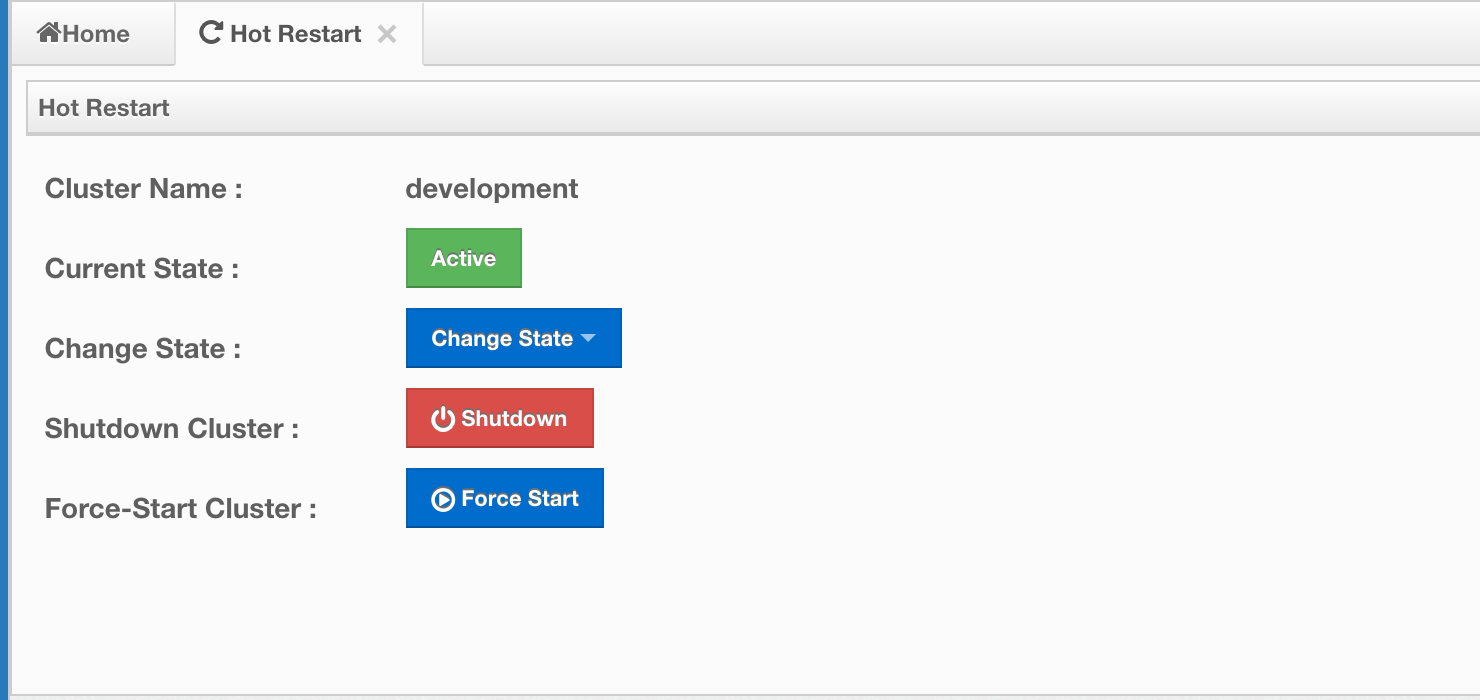 Home Hot Restart
Hot Restart
Cluster Name : development
Current State : Active
Change State : Change State
Shutdown Cluster : Shutdown
Force-Start Cluster : Force Start